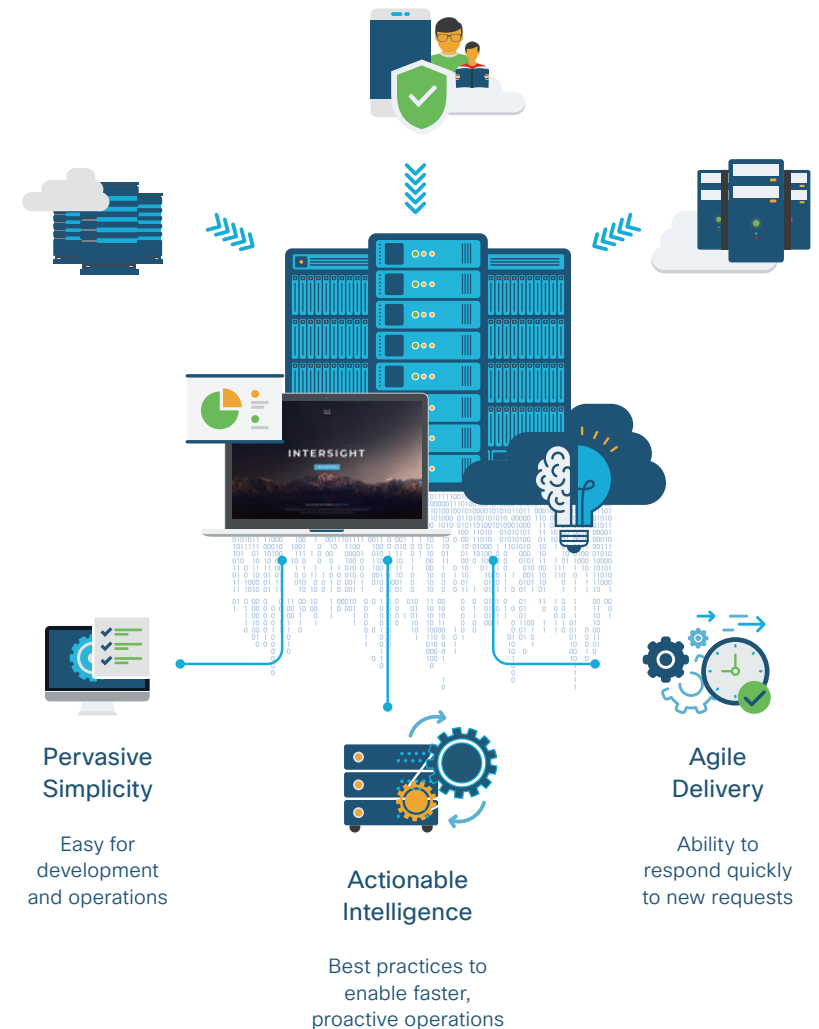 INTERSIGHT
Pervasive
Simplicity
Easy for
development
and operations
Actionable
Intelligence
Best practices to
enable faster,
proactive operations
Agile
Delivery
Ability to
respond quickly
to new requests